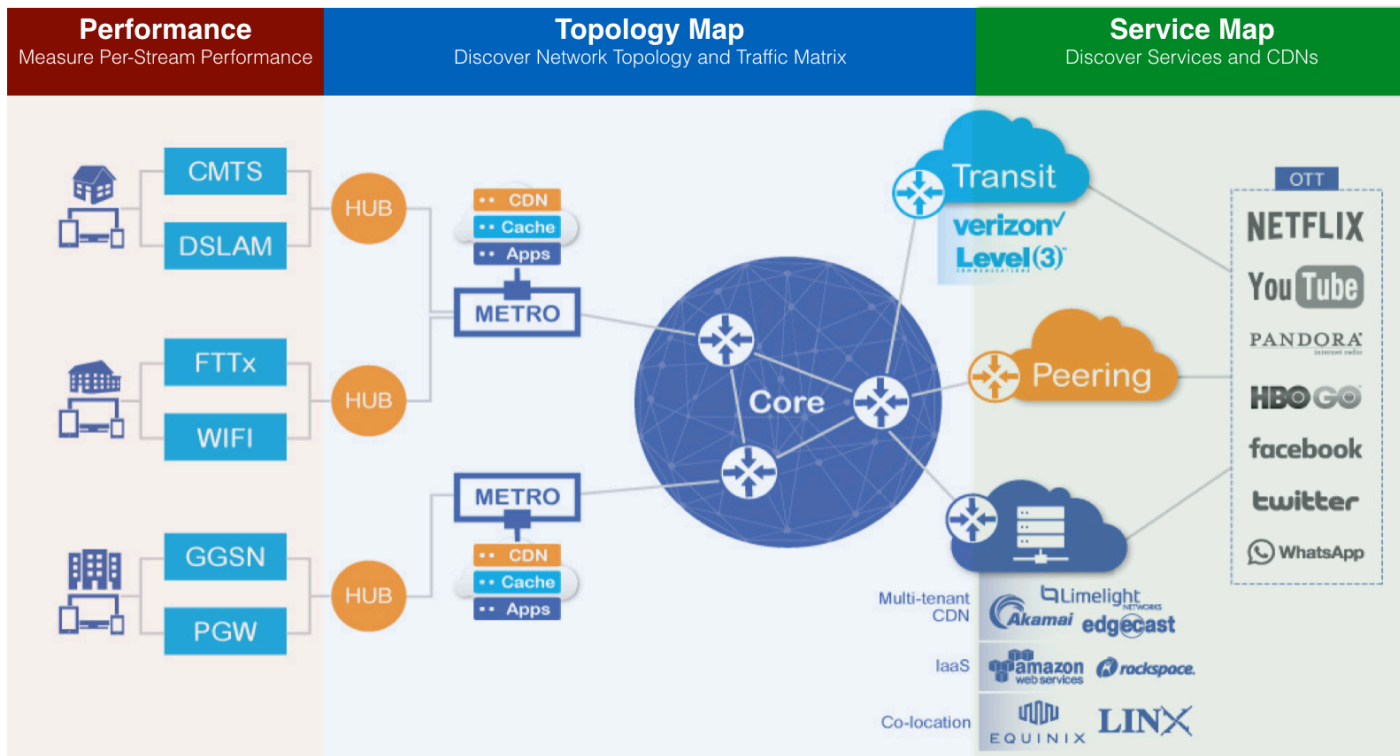 Performance
Measure Per-Stream Performance
Topology Map
Discover Network Topology and Traffic Matrix
Service Map
Discover Services and CDNs
CMTS
DSLAM
HUB
FTTx
WIFI
HUB
GGSN
PGW
HUB
CDN
Cache
Apps
METRO
METRO
CDN
Cache
Apps
Core
Transit
verizon
Level(3)
COMMUNICATIONS
Peering
Multi-tenant
CDN
Limelight
NETWORKS
Akamai
edgecast
IaaS
amazon
web services
rackspace.
Co-location
EQUINIX
LINX
OTT
NETFLIX
YouTube
PANDORA
internet radio
HBO GO
facebook
twitter
WhatsApp